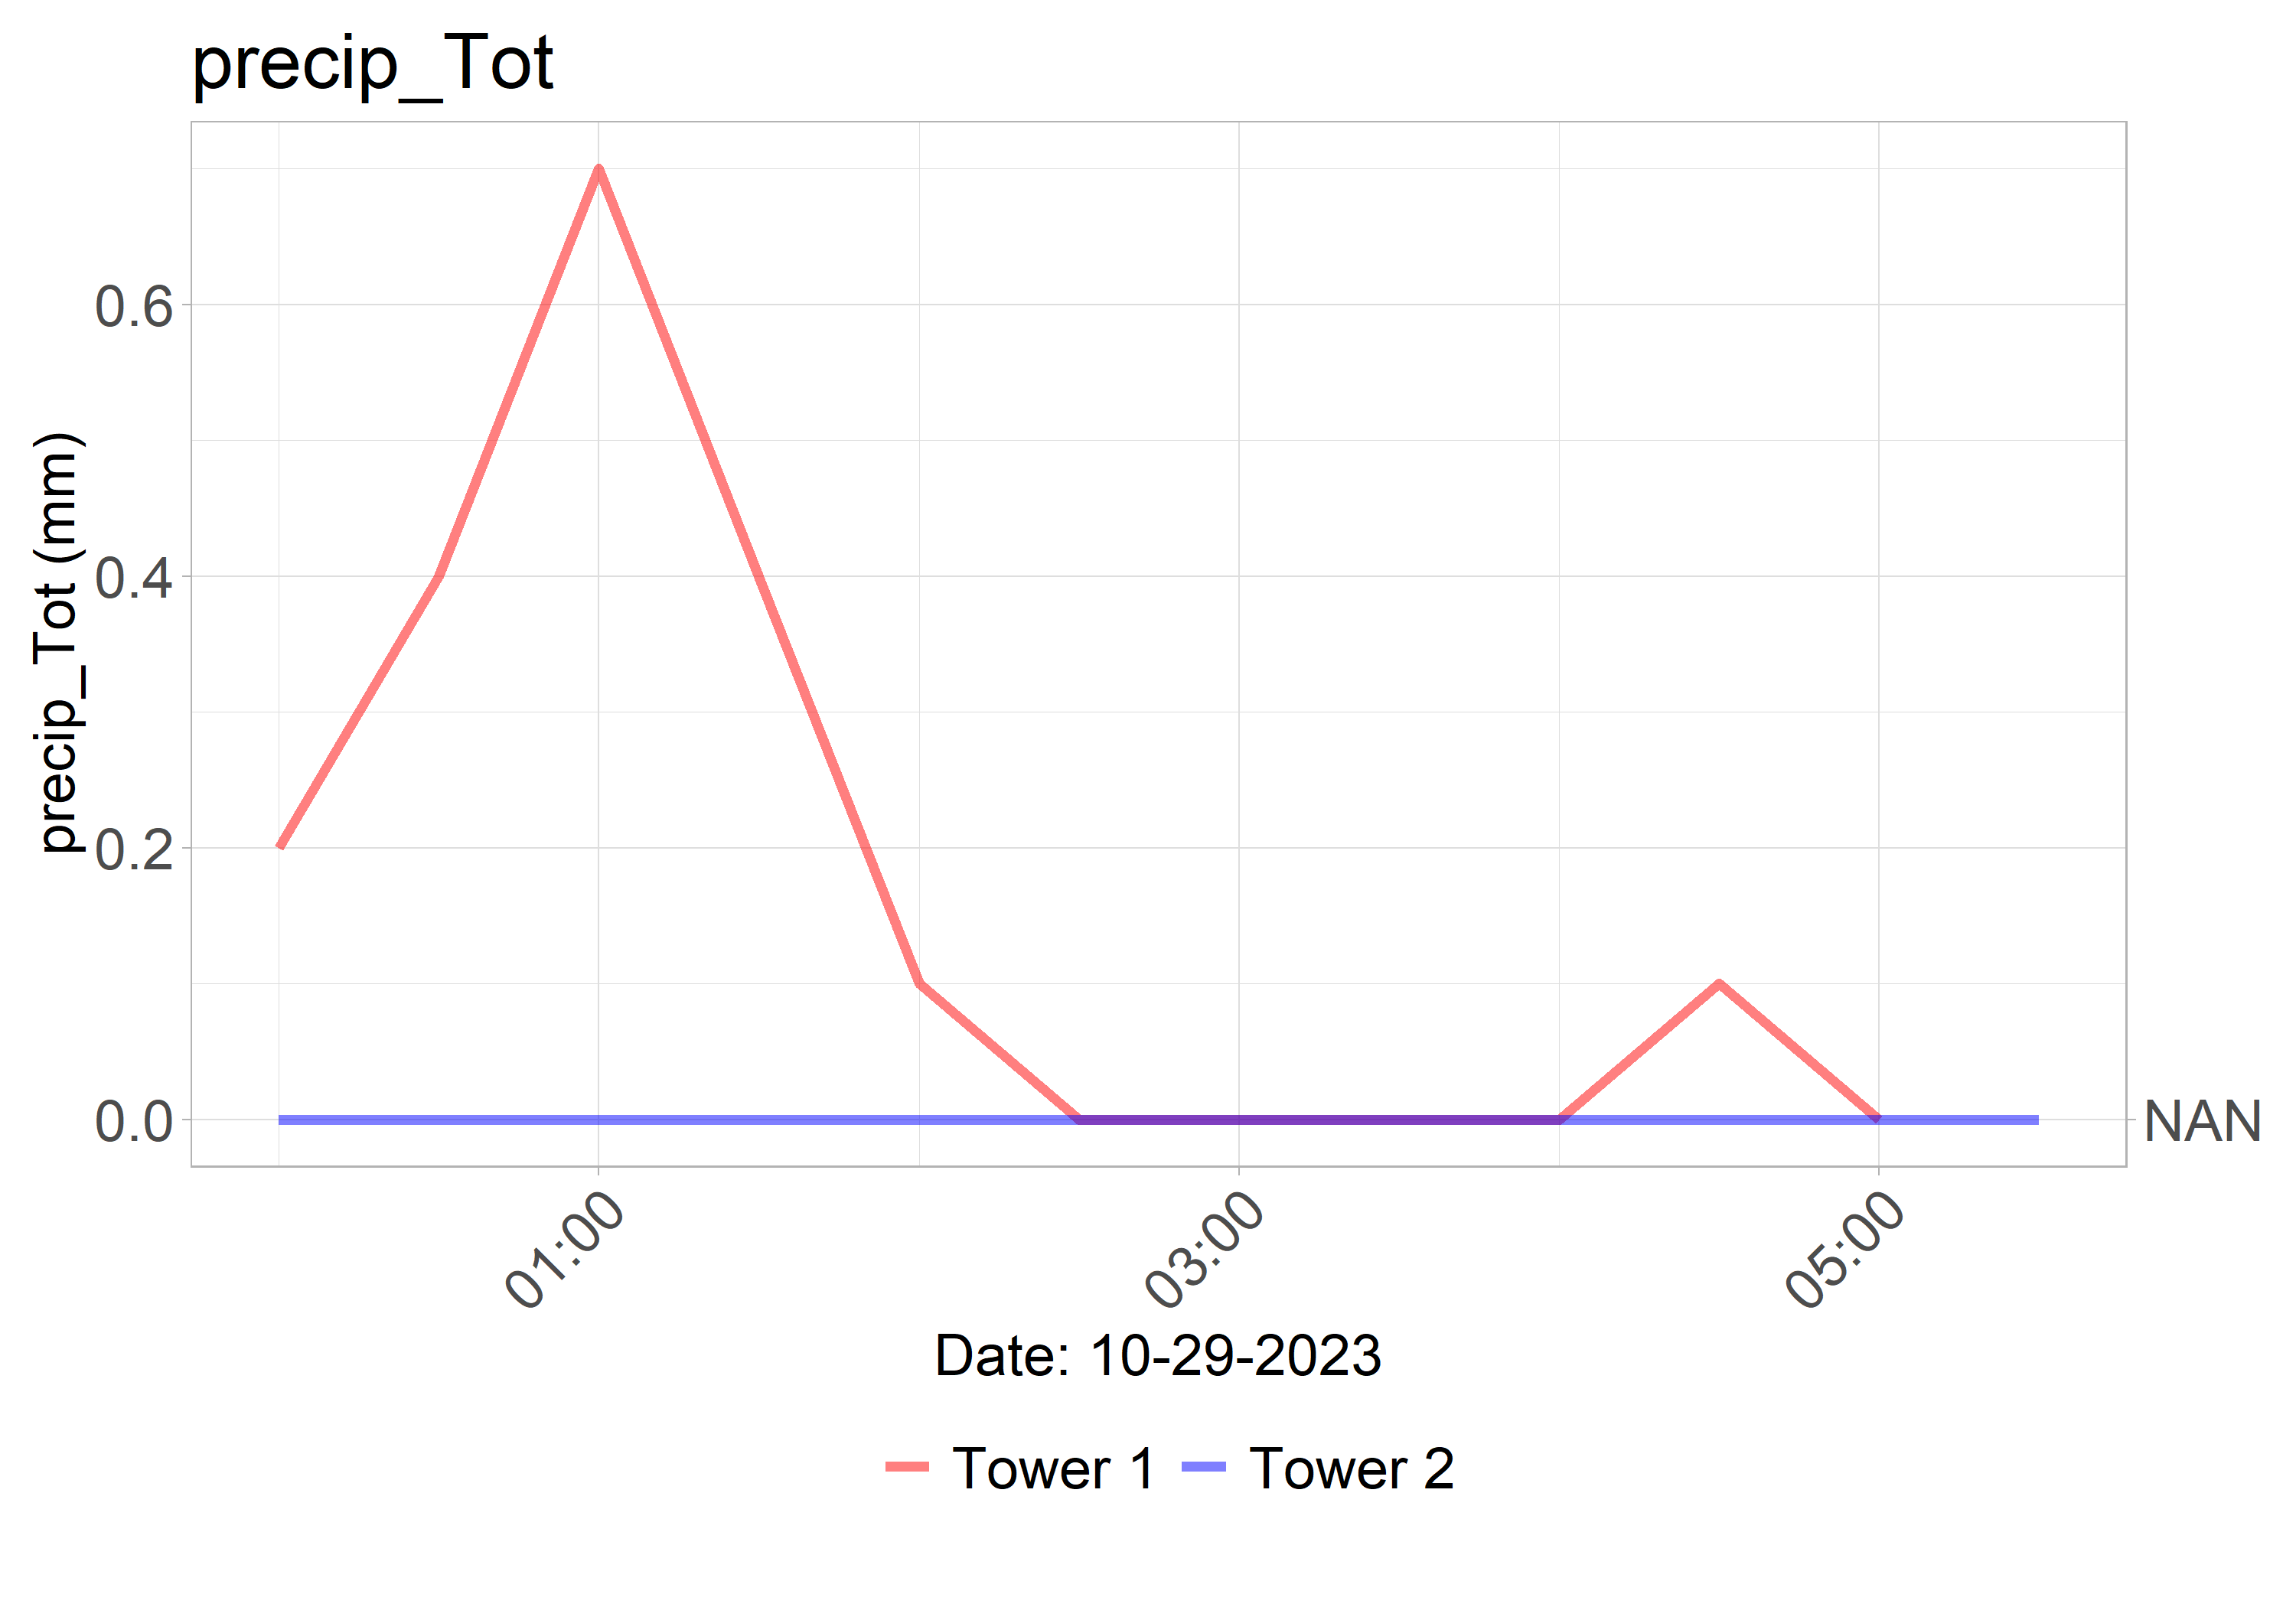 precip_Tot
precip_Tot (mm)
0.6
0.4
0.2
0.0
NAN
01:00
03:00
05:00
Date: 10-29-2023
Tower 1
Tower 2